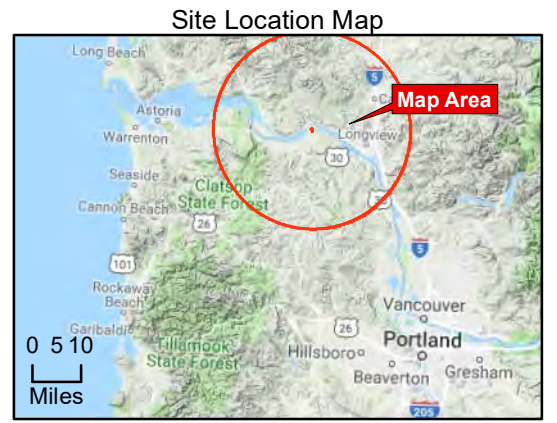 Site Location Map
Long Beach
5
Map Area
Astoria
Longview
Warrenton
30
Seaside
Clatsop
State Forest
Cannon Beach
26
5
101
Rockaway
Beach
Vancouver
Garibaldi
26
Portland
Tillamook
State Forest
0 5 10
Hillsboro
Gresham
Beaverton
Miles
205